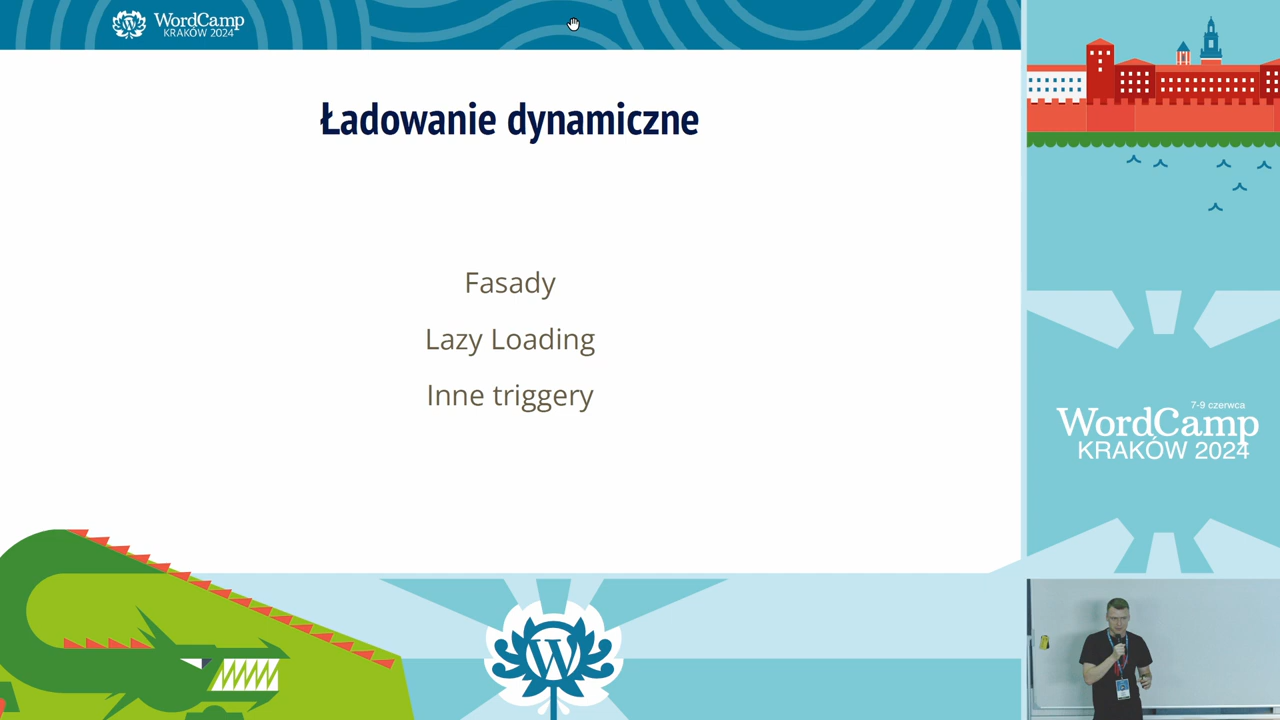 WordCamp
KRAKÓW 2024
Ładowanie dynamiczne
Fasady
Lazy Loading
Inne triggery
7-9 czerwca
WordCamp
KRAKÓW 2024
W